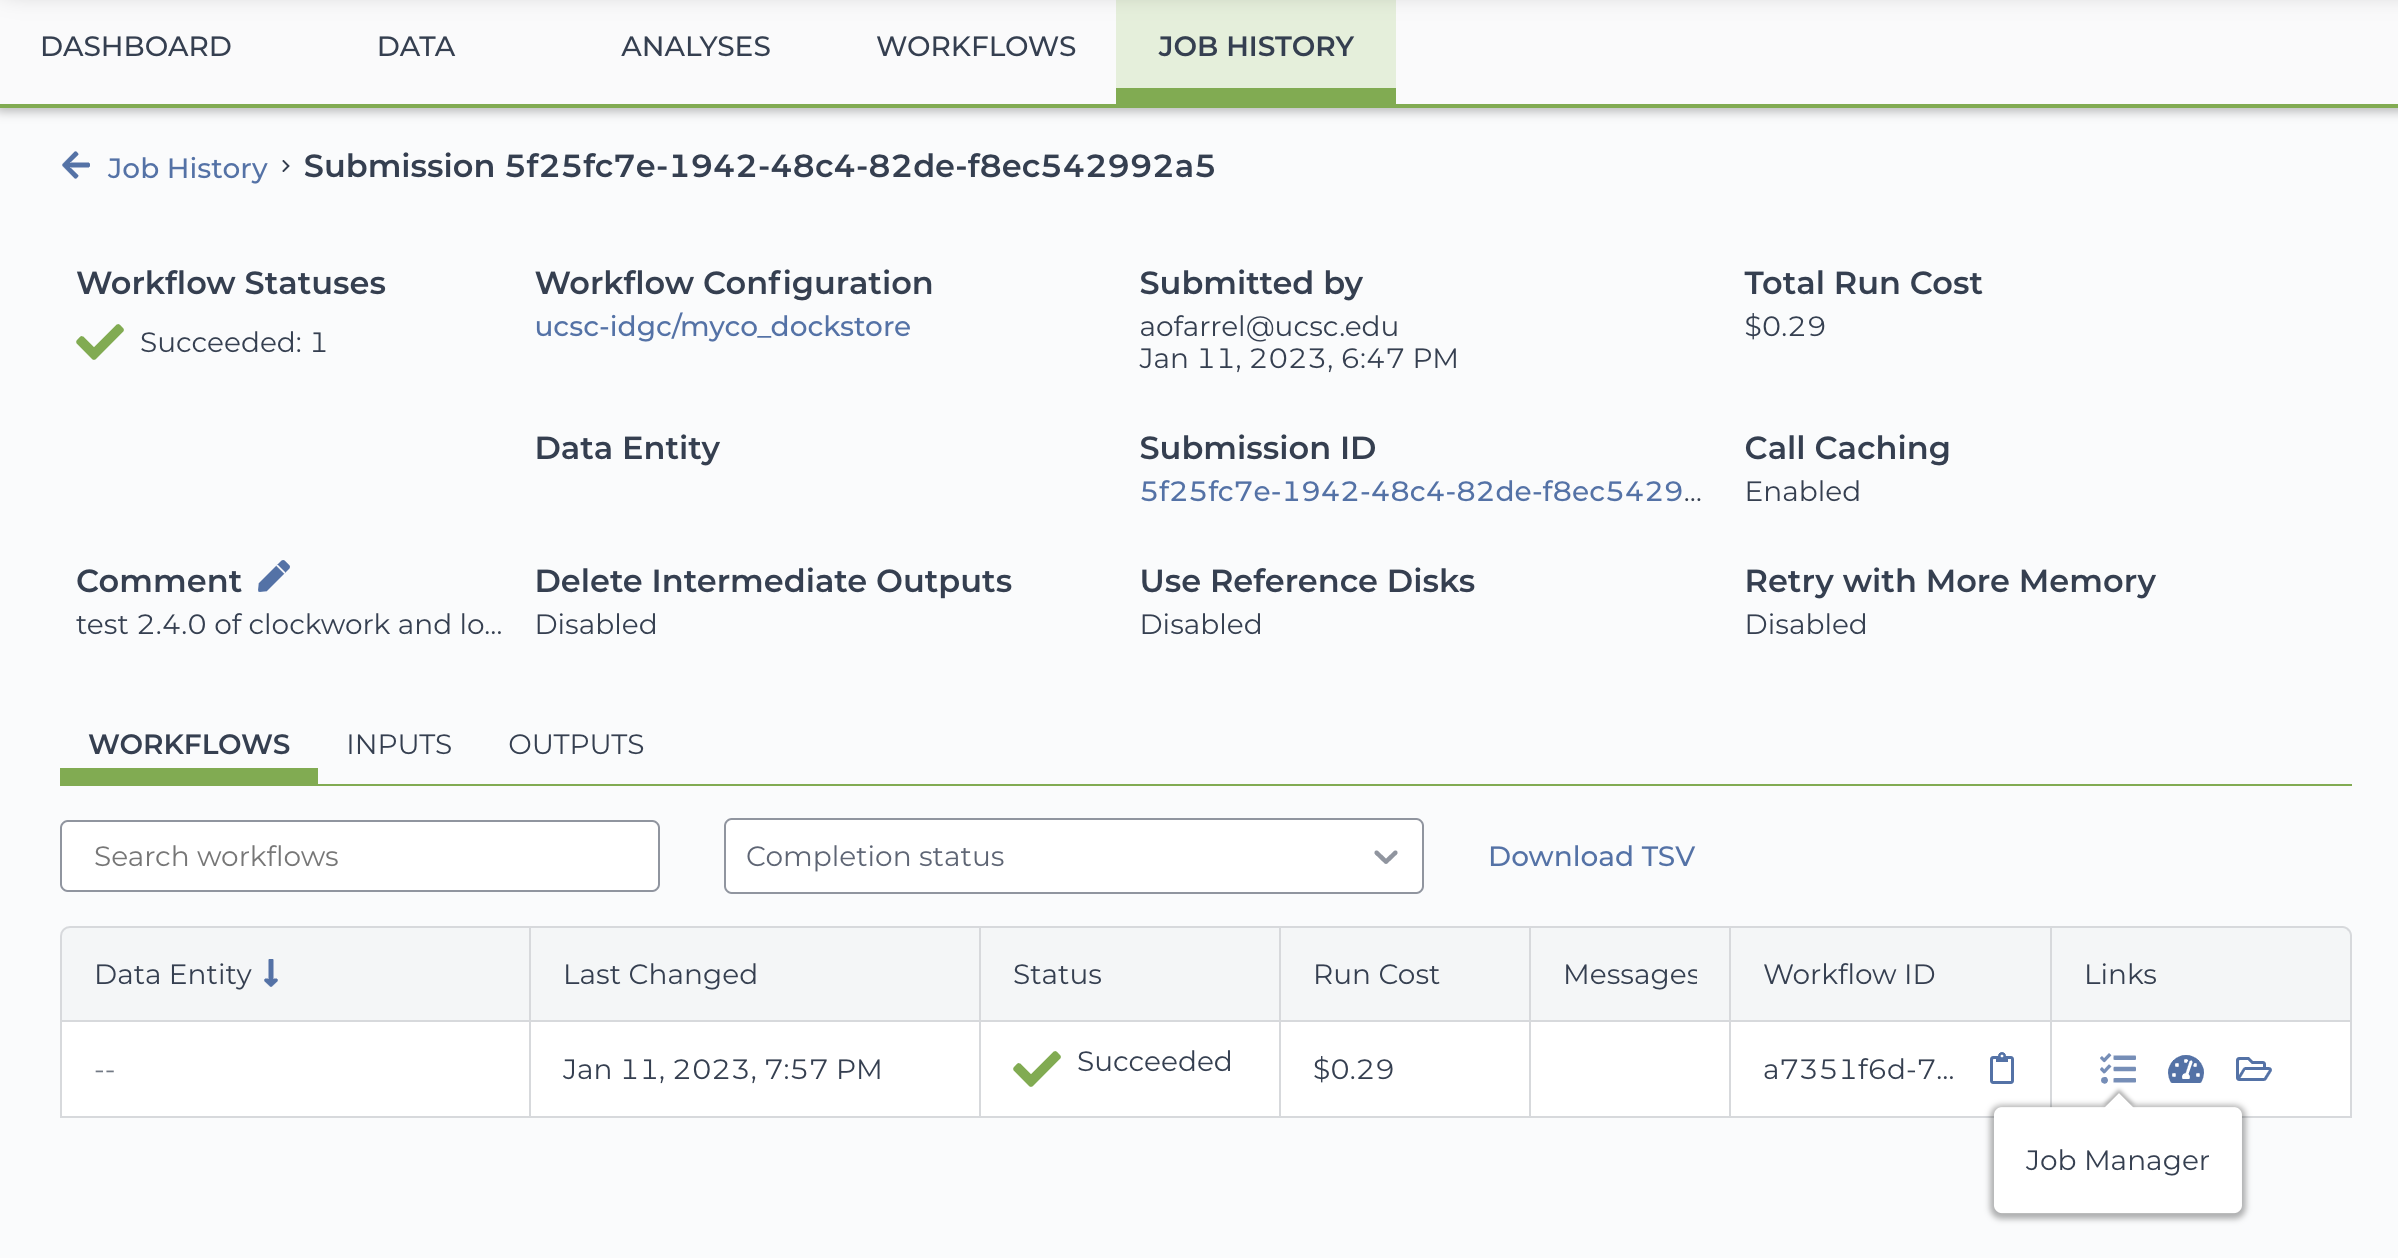 DASHBOARD DATA ANALYSES WORKFLOWS JOB HISTORY
Job History › Submission 5f25fc7e-1942-48c4-82de-f8ec542992a5
Workflow Statuses Workflow Configuration Submitted by Total Run Cost
Succeeded: 1 ucsc-idgc/myco_dockstore aofarrel@ucsc.edu $0.29
Jan 11, 2023, 6:47 PM
Data Entity Submission ID Call Caching
5f25fc7e-1942-48c4-82de-f8ec5429... Enabled
Comment Delete Intermediate Outputs Use Reference Disks Retry with More Memory
test 2.4.0 of clockwork and lo... Disabled Disabled Disabled
WORKFLOWS INPUTS OUTPUTS
Search workflows Completion status Download TSV
Data Entity Last Changed Status Run Cost Messages Workflow ID Links
-- Jan 11, 2023, 7:57 PM Succeeded $0.29 a7351f6d-7...
Job Manager